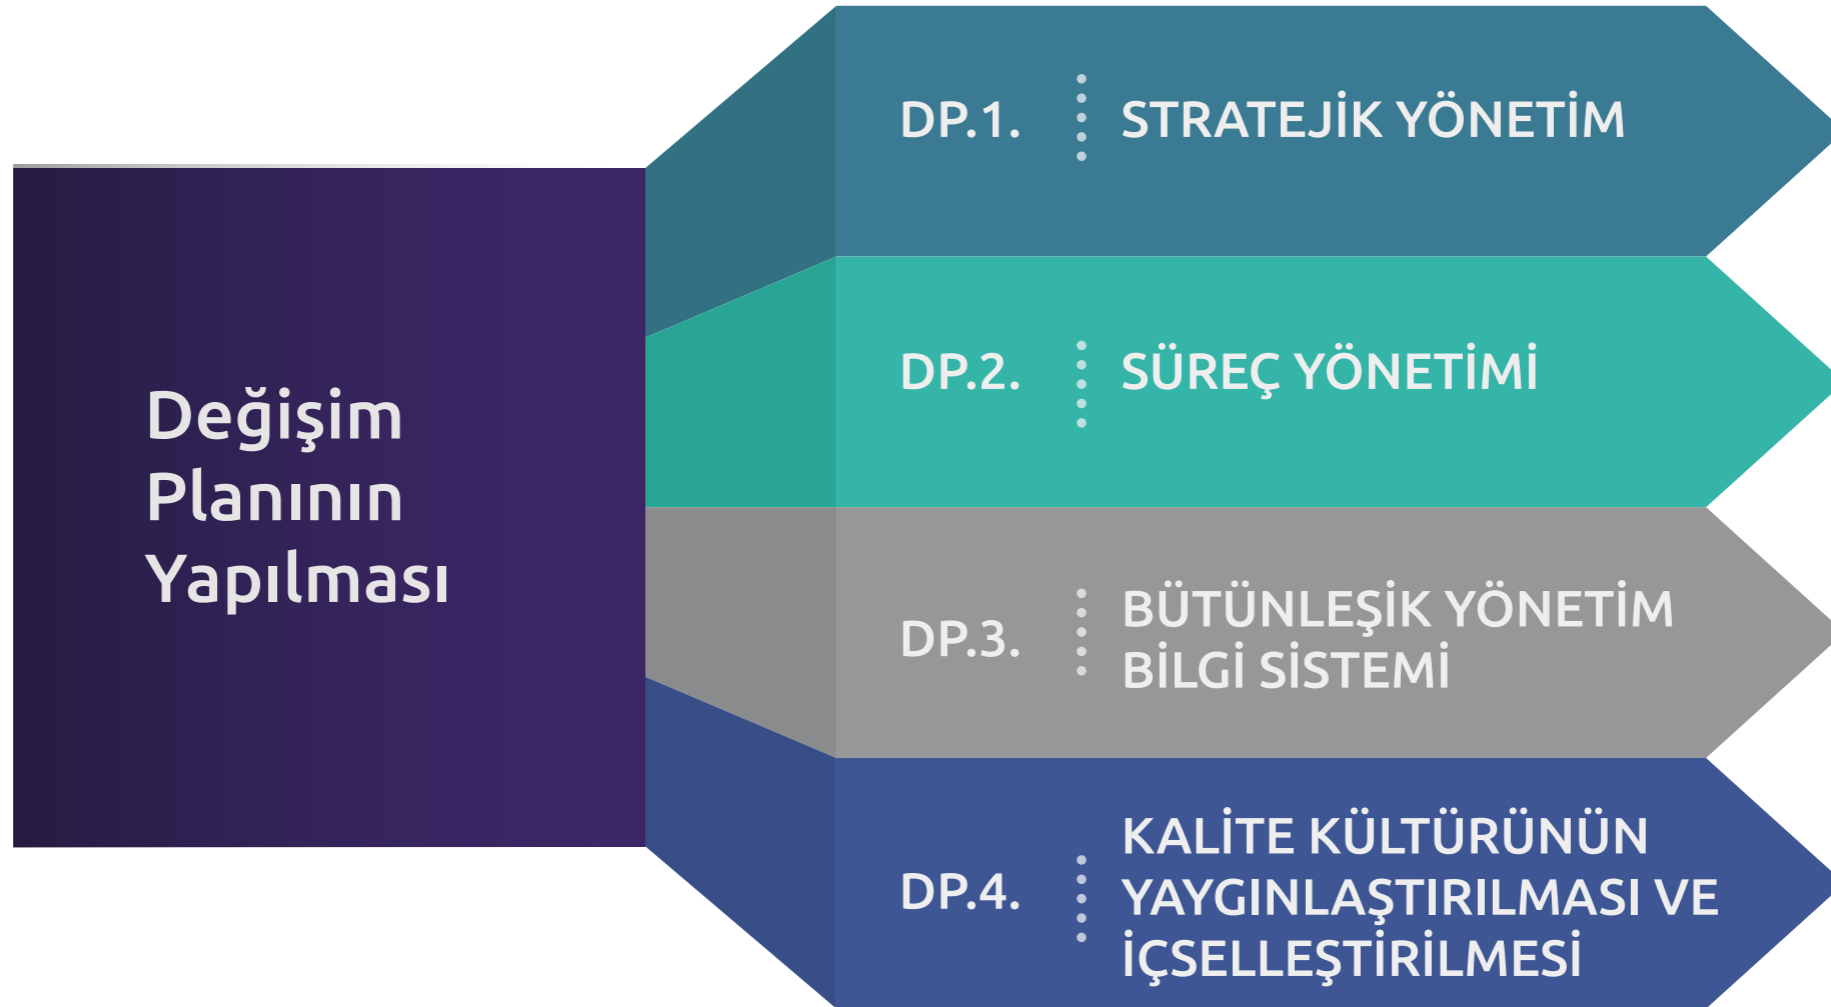 Değişim
Planının
Yapılması
DP.1. STRATEJİK YÖNETİM
DP.2. SÜREÇ YÖNETİMİ
DP.3. BÜTÜNLEŞİK YÖNETİM
BİLGİ SİSTEMİ
DP.4. KALİTE KÜLTÜRÜNÜN
YAYGINLAŞTIRILMASI VE
İÇSELLEŞTİRİLMESİ